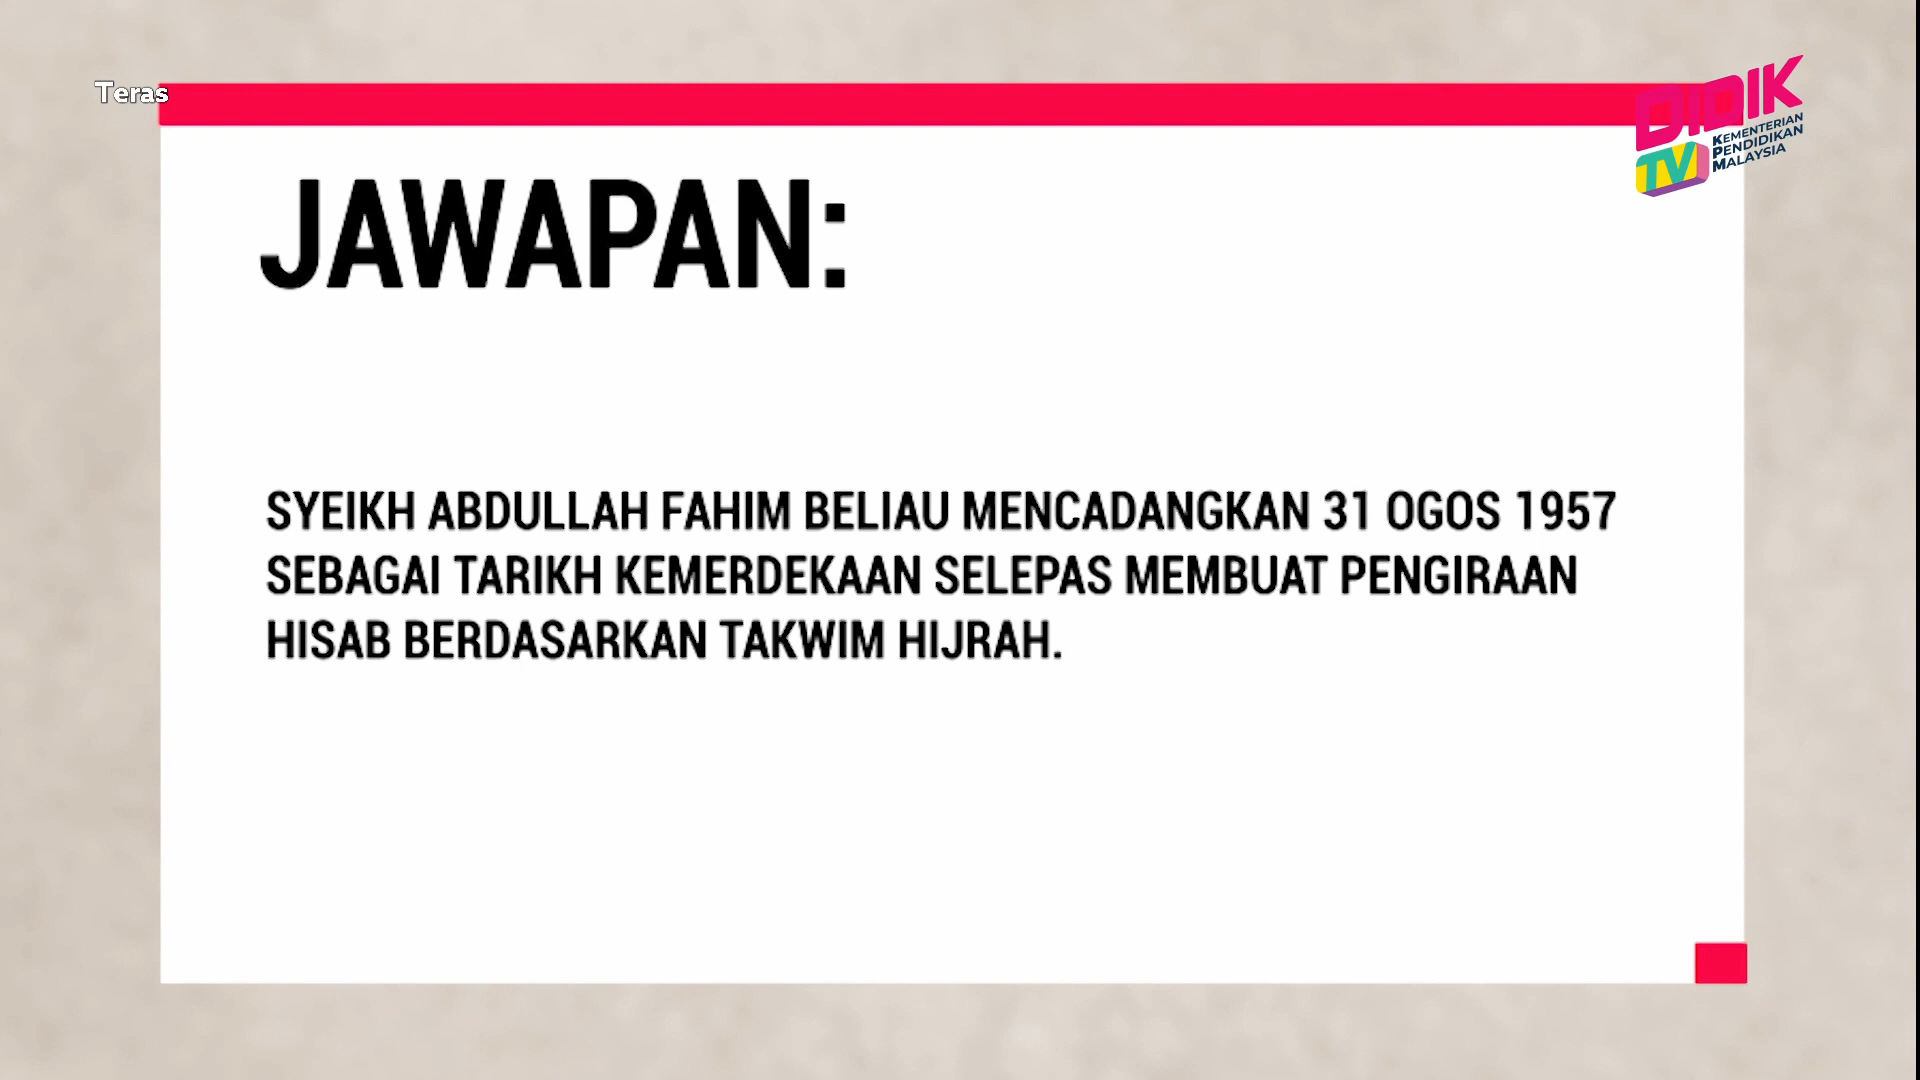 Teras
DIDIK
TV
KEMENTERIAN
PENDIDIKAN
MALAYSIA
JAWAPAN:
SYEIKH ABDULLAH FAHIM BELIAU MENCADANGKAN 31 OGOS 1957
SEBAGAI TARIKH KEMERDEKAAN SELEPAS MEMBUAT PENGIRAAN
HISAB BERDASARKAN TAKWIM HIJRAH.